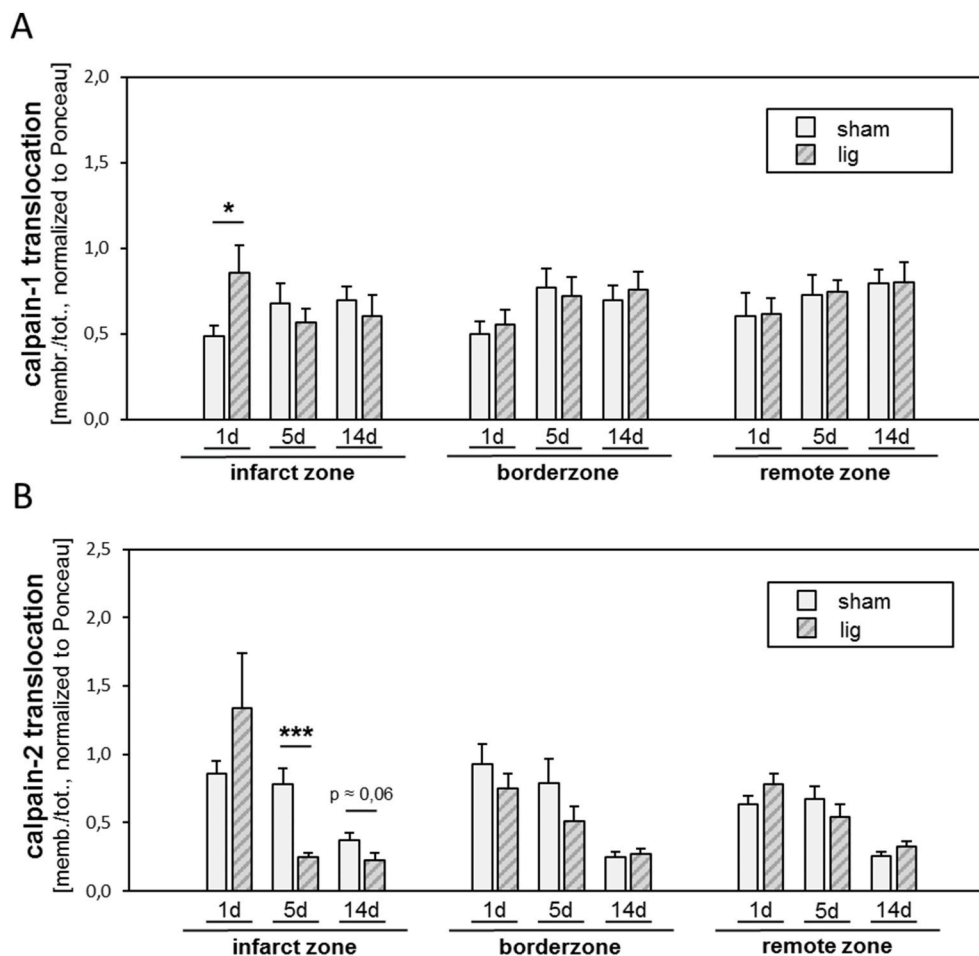 A
calpain-1 translocation
[membr./tot., normalized to Ponceau]
2,0
1,5
1,0
0,5
0,0
sham
lig
*
1d 5d 14d 1d 5d 14d 1d 5d 14d
infarct zone borderzone remote zone
B
calpain-2 translocation
[memb./tot., normalized to Ponceau]
2,5
2,0
1,5
1,0
0,5
0,0
sham
lig
***
p ≈ 0,06
1d 5d 14d 1d 5d 14d 1d 5d 14d
infarct zone borderzone remote zone